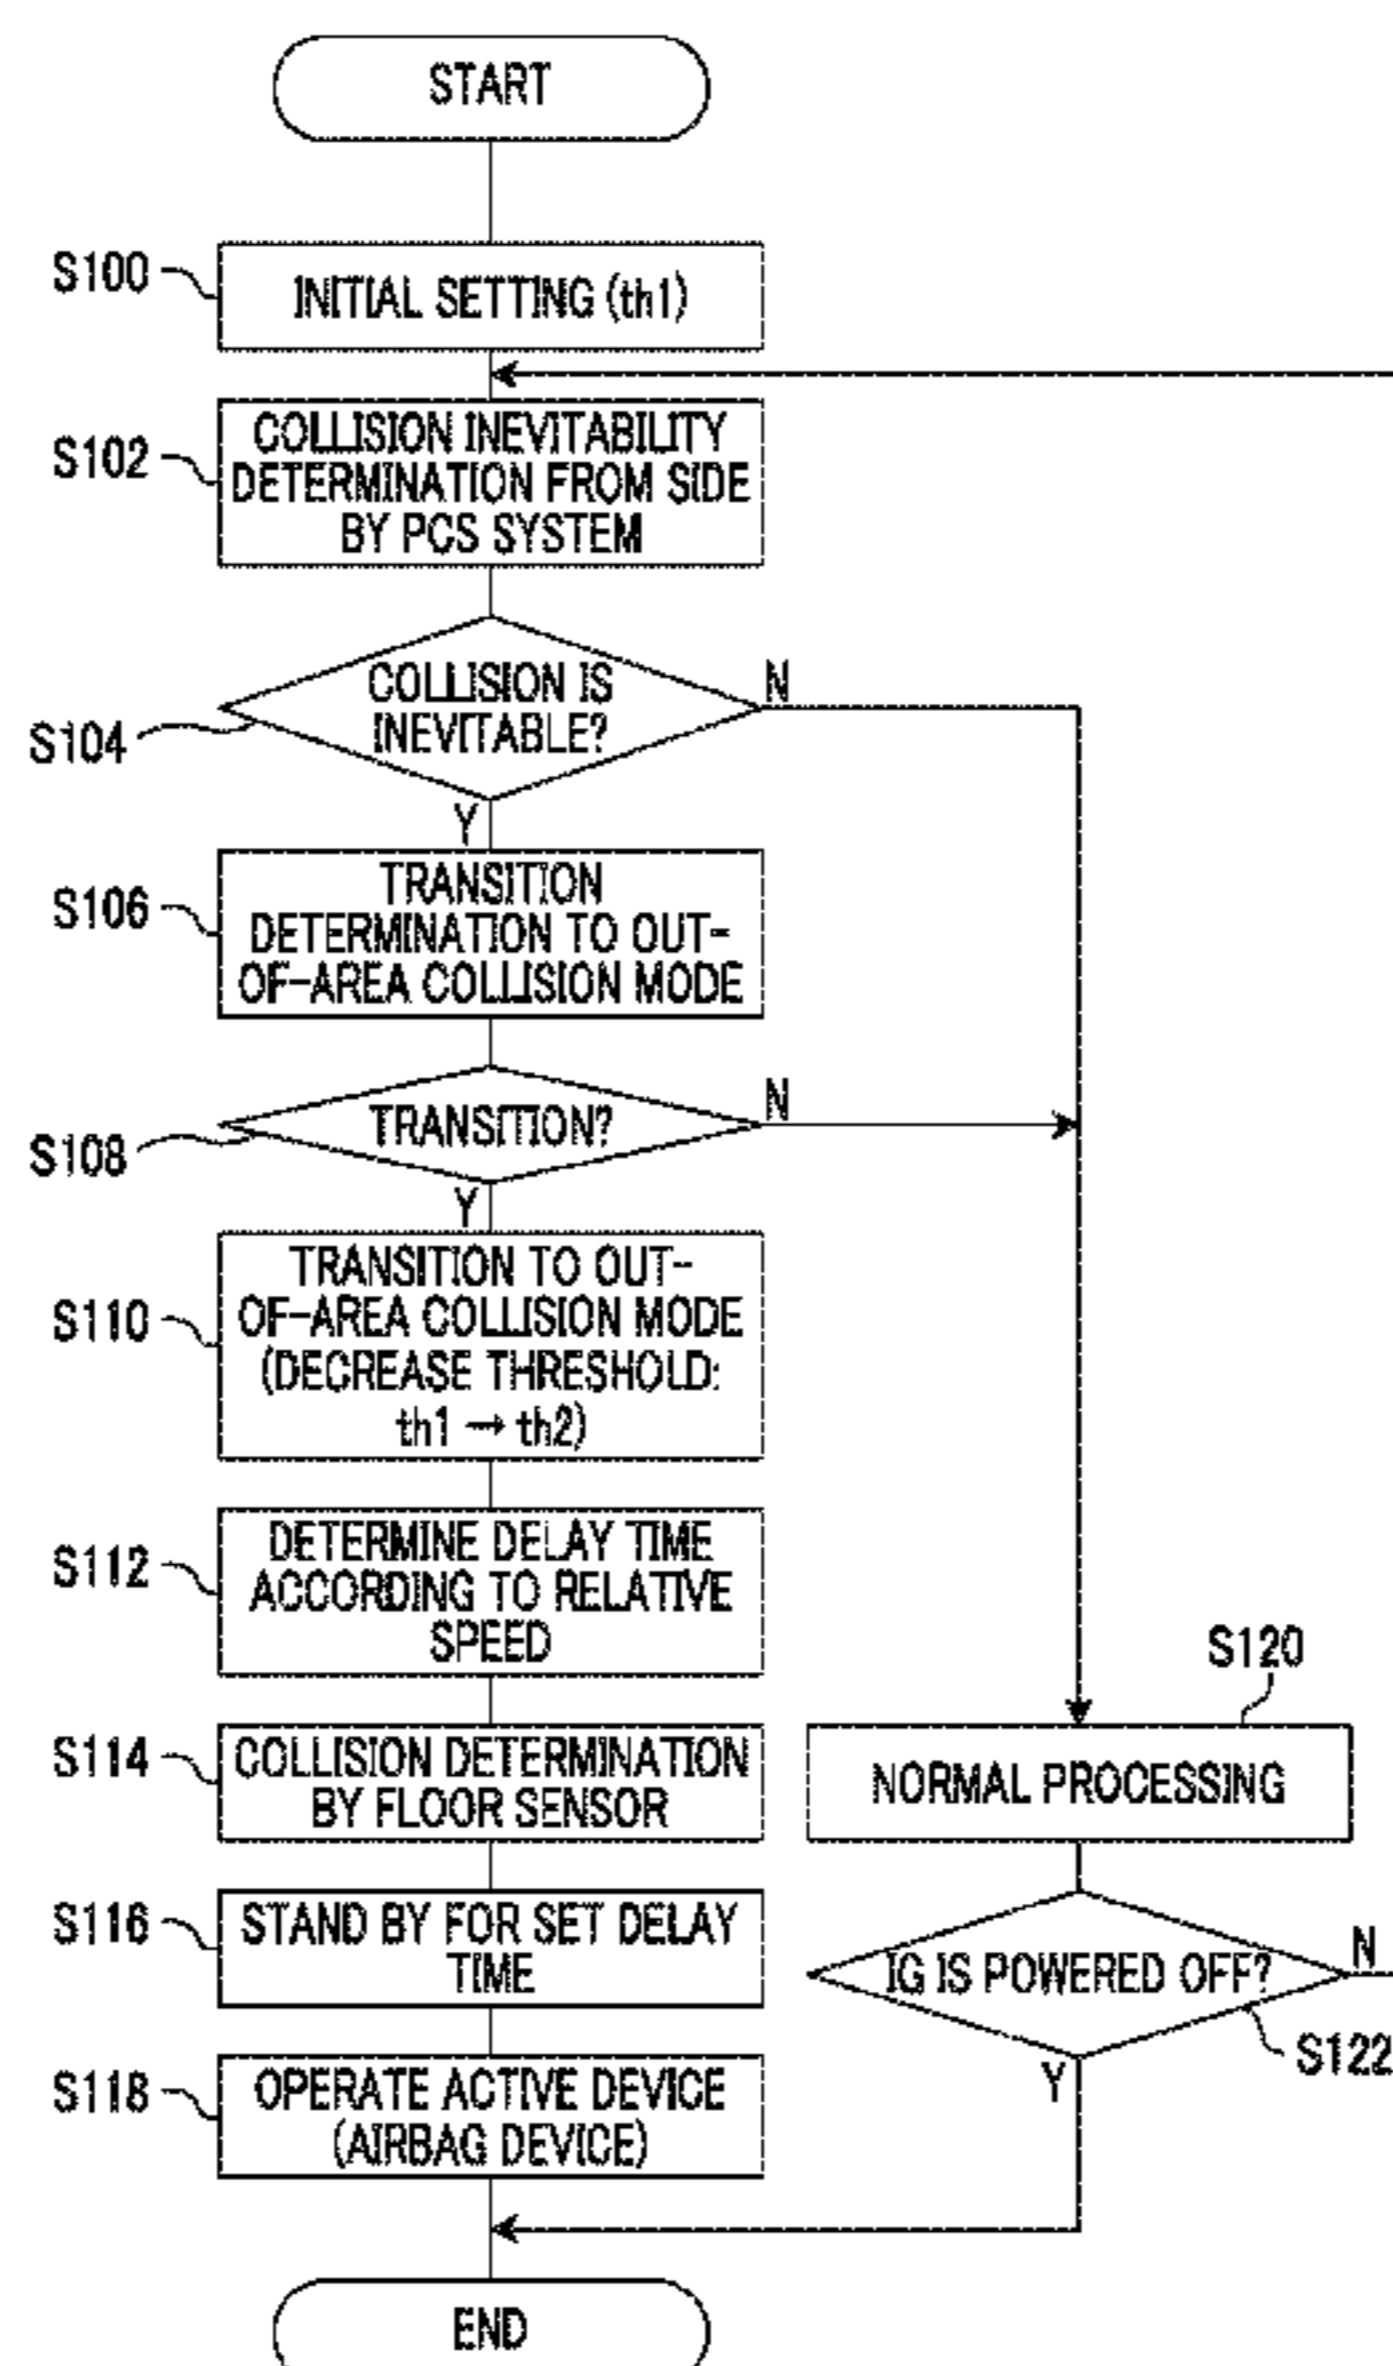 START
S100
INITIAL SETTING (th1)
S102
COLLISION INEVITABILITY
DETERMINATION FROM SIDE
BY PCS SYSTEM
S104
COLLISION IS
INEVITABLE?
N
Y
S106
TRANSITION
DETERMINATION TO OUT-
OF-AREA COLLISION MODE
S108
TRANSITION?
N
Y
S110
TRANSITION TO OUT-
OF-AREA COLLISION MODE
(DECREASE THRESHOLD:
th1 → th2)
S112
DETERMINE DELAY TIME
ACCORDING TO RELATIVE
SPEED
S114
COLLISION DETERMINATION
BY FLOOR SENSOR
S116
STAND BY FOR SET DELAY
TIME
S118
OPERATE ACTIVE DEVICE
(AIRBAG DEVICE)
S120
NORMAL PROCESSING
IG IS POWERED OFF?
N
S122
Y
END